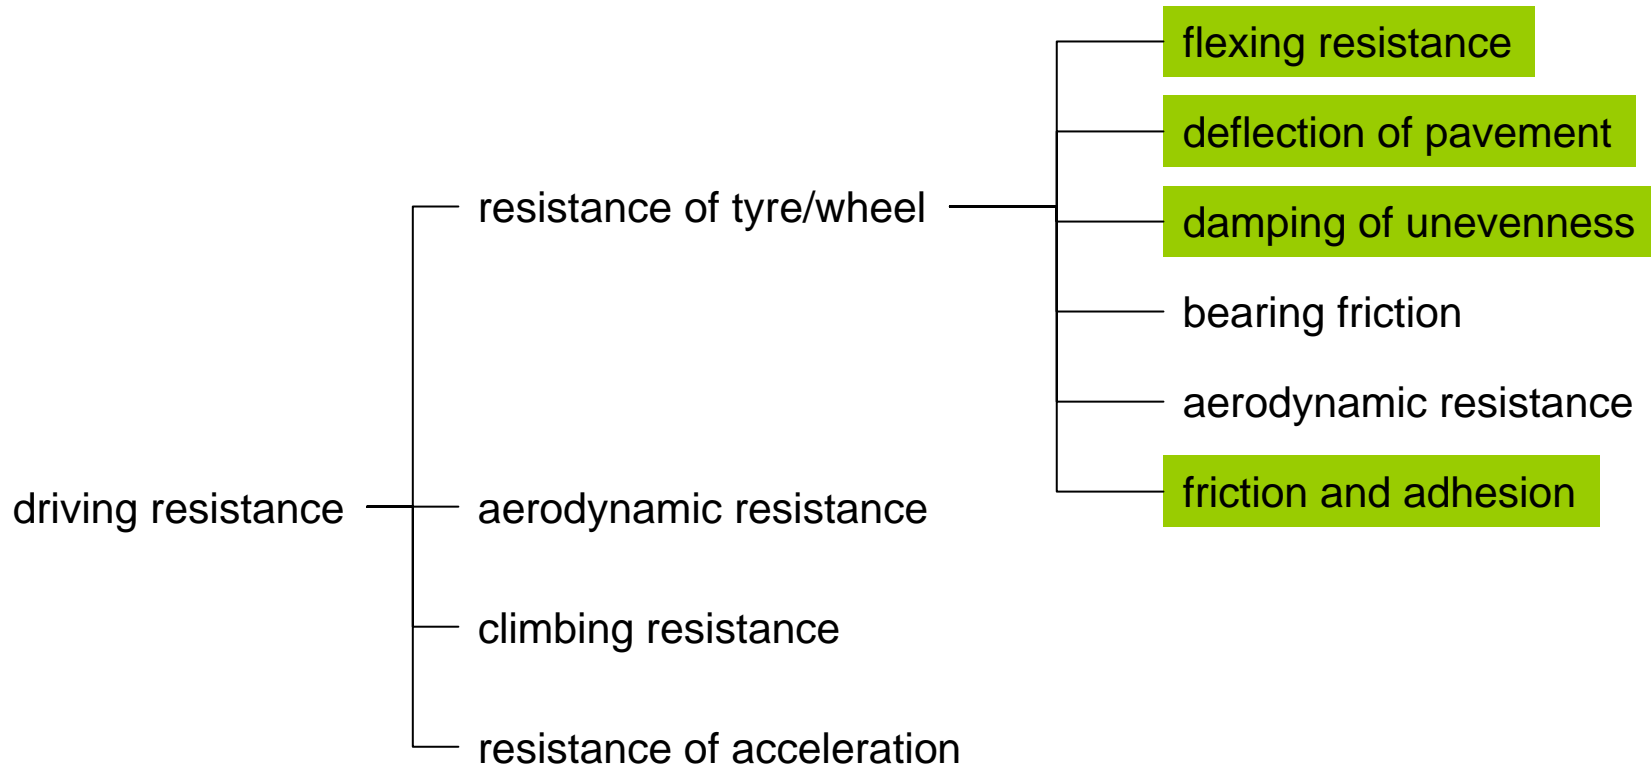 flexing resistance
deflection of pavement
resistance of tyre/wheel
damping of unevenness
bearing friction
aerodynamic resistance
friction and adhesion
driving resistance
aerodynamic resistance
climbing resistance
resistance of acceleration